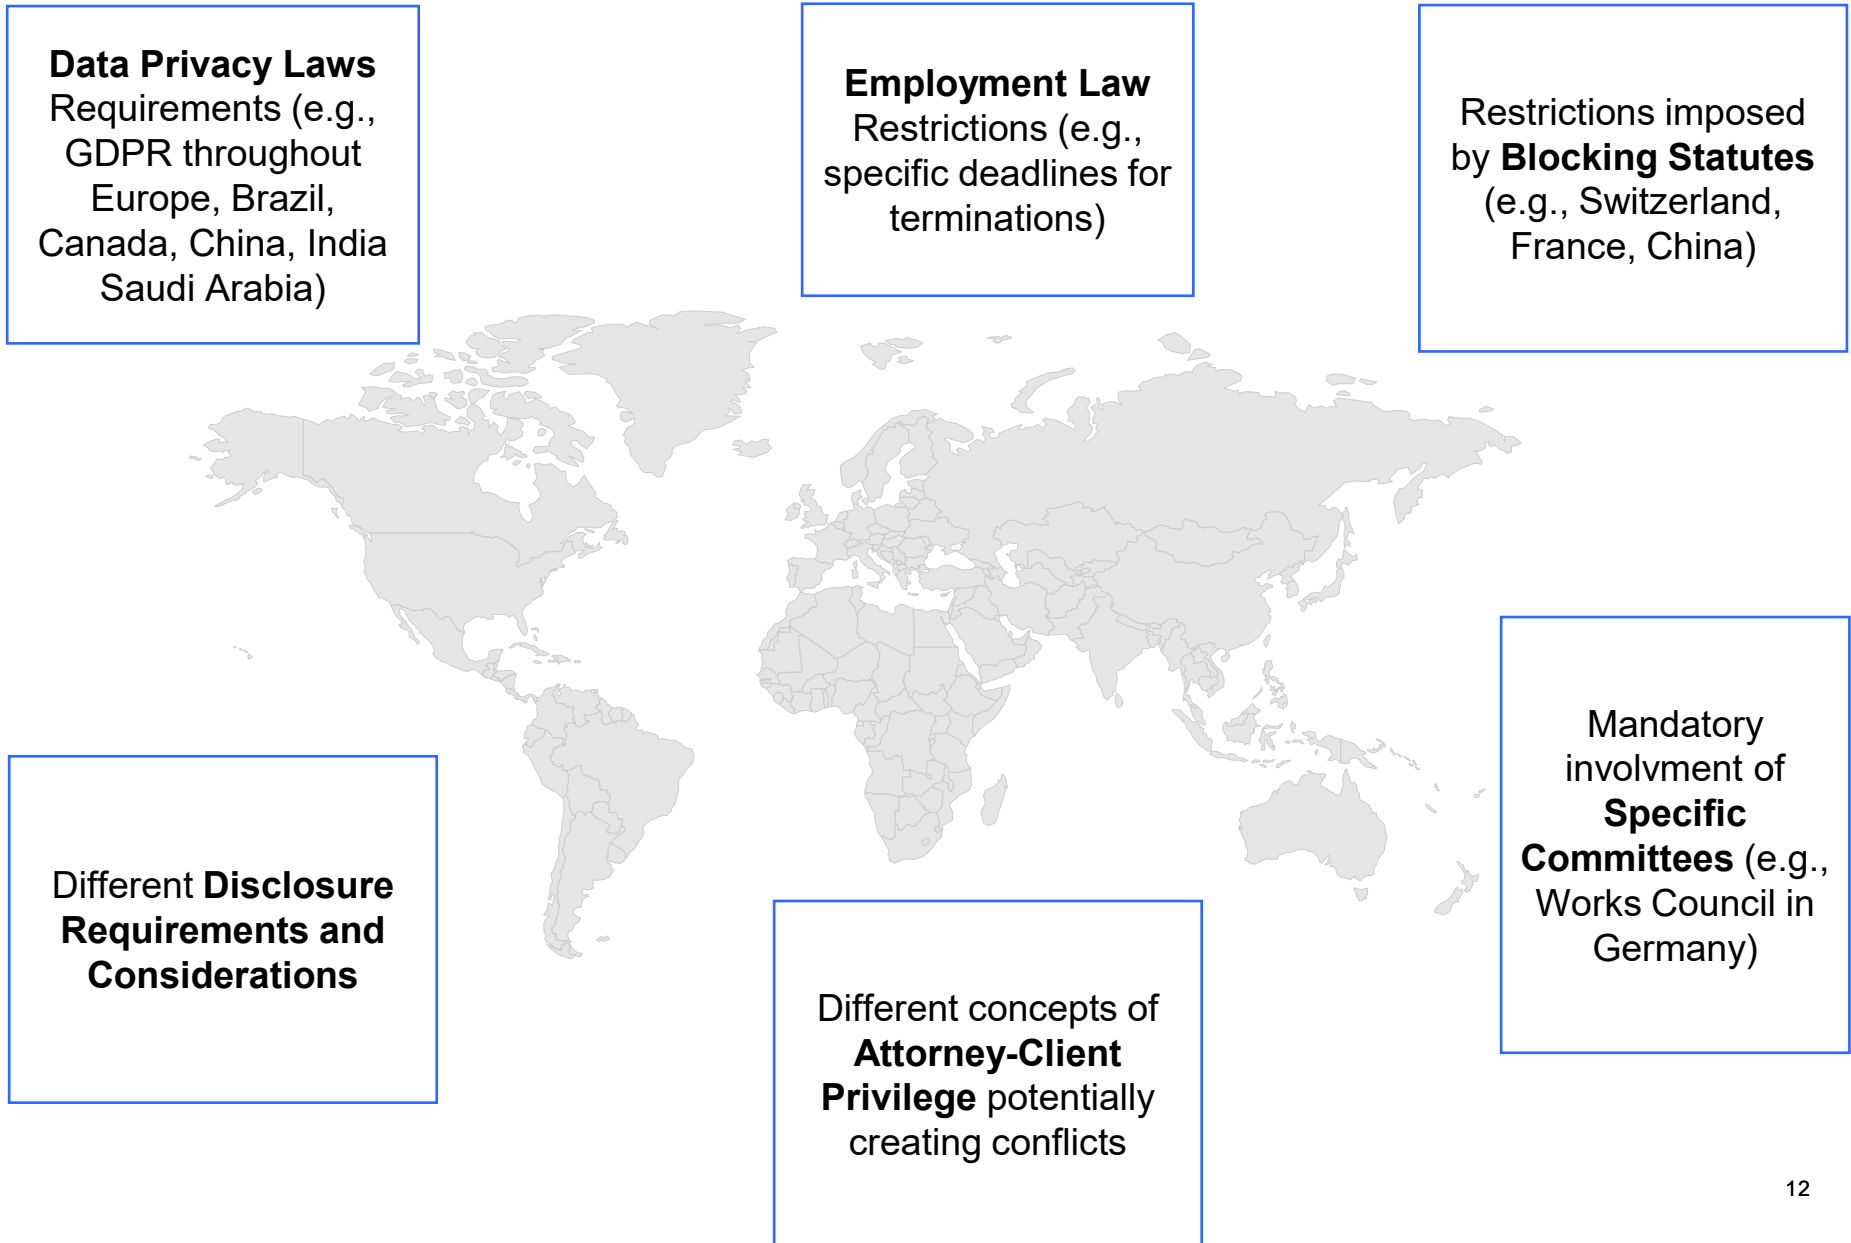 Data Privacy Laws
Requirements (e.g.,
GDPR throughout
Europe, Brazil,
Canada, China, India
Saudi Arabia)
Employment Law
Restrictions (e.g.,
specific deadlines for
terminations)
Restrictions imposed
by Blocking Statutes
(e.g., Switzerland,
France, China)
Different Disclosure
Requirements and
Considerations
Different concepts of
Attorney-Client
Privilege potentially
creating conflicts
Mandatory
involvment of
Specific
Committees (e.g.,
Works Council in
Germany)
12